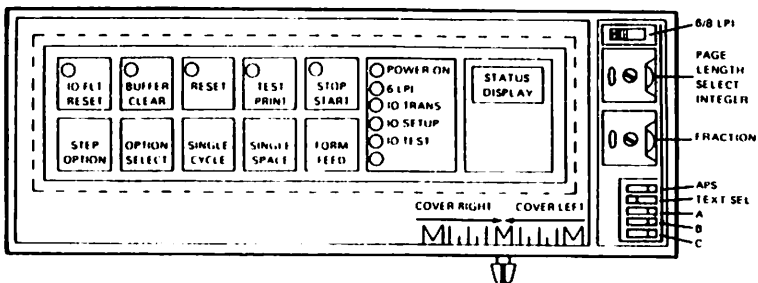 IO FLT
RESET
BUFFER
CLEAR
RESET
TEST
PRINT
STOP
START
STEP
OPTION
OPTION
SELECT
SINGLE
CYCLE
SINGLE
SPACE
FORM
FEED
POWER ON
6 LPI
IO TRANS
IO SETUP
IO TEST
STATUS
DISPLAY
COVER RIGHT
COVER LEFT
M M M
6/8 LPI
PAGE
LENGTH
SELECT
INTEGER
FRACTION
APS
TEXT SEL
A
B
C